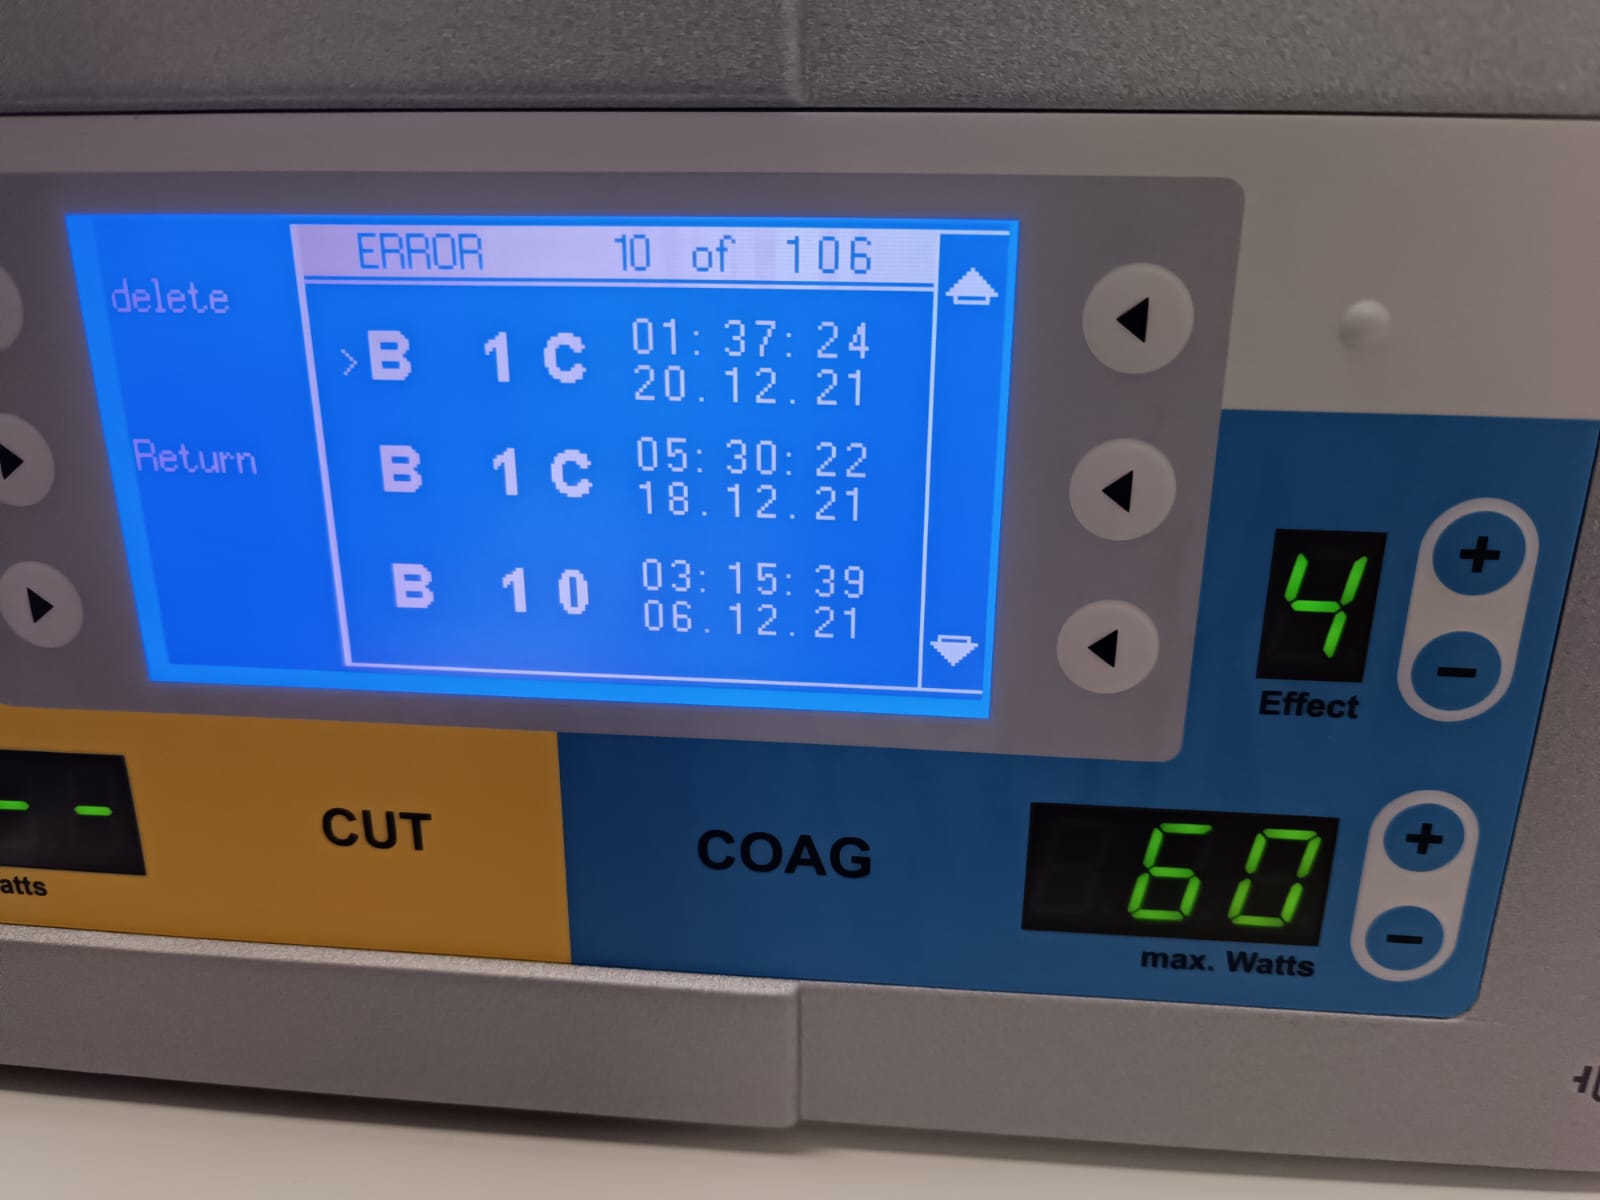 ERROR 10 of 106
delete
>B 1C 01:37:24
20.12.21
Return
B 1C 05:30:22
18.12.21
B 10 03:15:39
06.12.21
4
Effect
- -
CUT
COAG
60
max. Watts
atts